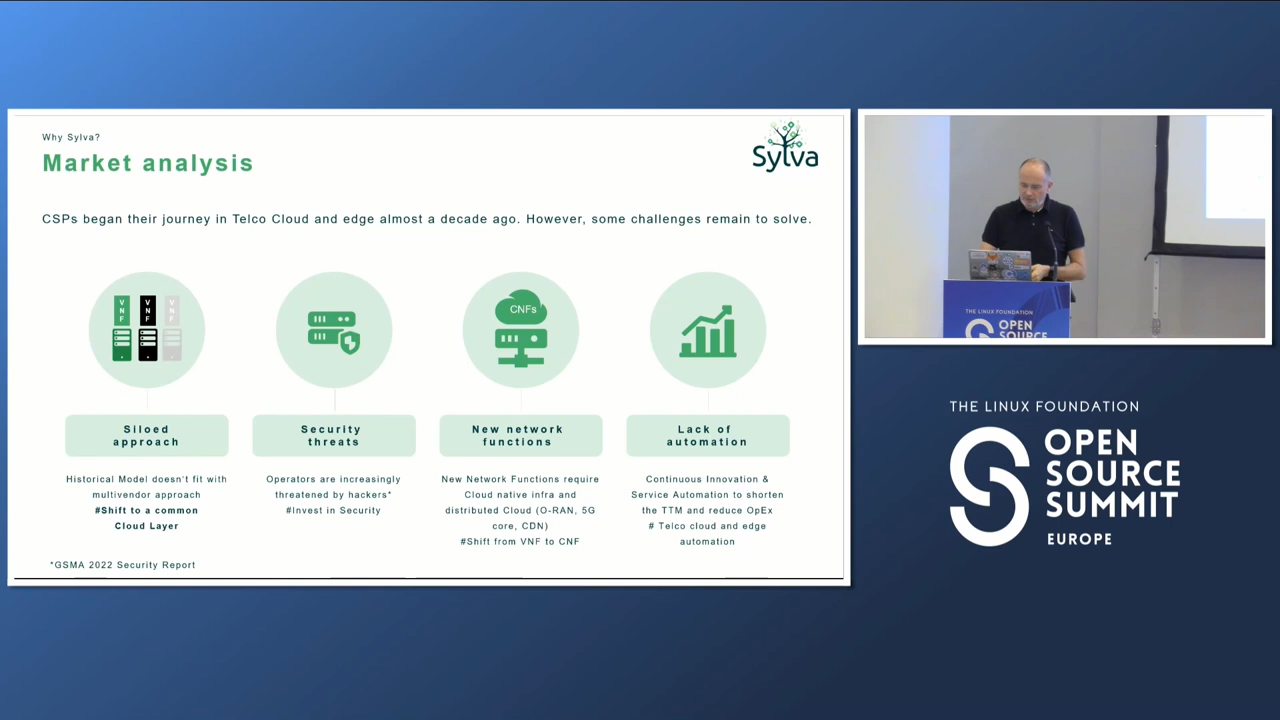 Why Sylva?
Market analysis
Sylva
CSPs began their journey in Telco Cloud and edge almost a decade ago. However, some challenges remain to solve.
VNF
VNF
VNF
CNFs
Siloed
approach
Historical Model doesn't fit with
multivendor approach
#Shift to a common
Cloud Layer
Security
threats
Operators are increasingly
threatened by hackers*
#Invest in Security
New network
functions
New Network Functions require
Cloud native infra and
distributed Cloud (O-RAN, 5G
core, CDN)
#Shift from VNF to CNF
Lack of
automation
Continuous Innovation &
Service Automation to shorten
the TTM and reduce OpEx
# Telco cloud and edge
automation
*GSMA 2022 Security Report
THE LINUX FOUNDATION
OPEN
SOURCE
THE LINUX FOUNDATION
OPEN
SOURCE
SUMMIT
EUROPE